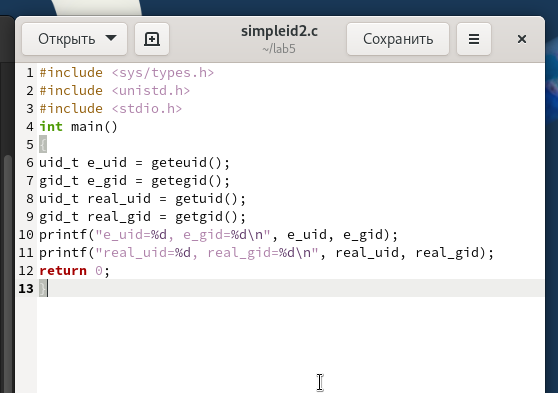 Открыть
simpleid2.c
~/lab5
Сохранить
1 #include <sys/types.h>
2 #include <unistd.h>
3 #include <stdio.h>
4 int main()
5 {
6 uid_t e_uid = geteuid();
7 gid_t e_gid = getegid();
8 uid_t real_uid = getuid();
9 gid_t real_gid = getgid();
10 printf("e_uid=%d, e_gid=%d\n", e_uid, e_gid);
11 printf("real_uid=%d, real_gid=%d\n", real_uid, real_gid);
12 return 0;
13 }